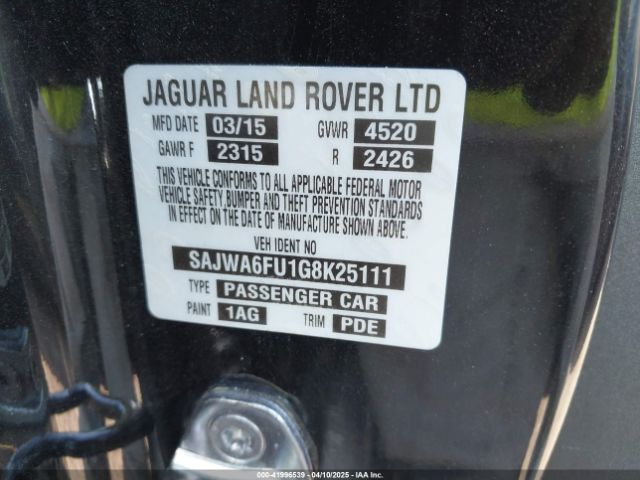 JAGUAR LAND ROVER LTD
MFD DATE 03/15 GVWR 4520
GAWR F 2315 R 2426
THIS VEHICLE CONFORMS TO ALL APPLICABLE FEDERAL MOTOR
VEHICLE SAFETY,BUMPER AND THEFT PREVENTION STANDARDS
IN EFFECT ON THE DATE OF MANUFACTURE SHOWN ABOVE.
VEH IDENT NO
SAJWA6FU1G8K25111
TYPE PASSENGER CAR
PAINT 1AG TRIM PDE
000-41996539 - 04/10/2025 - IAAI.COM